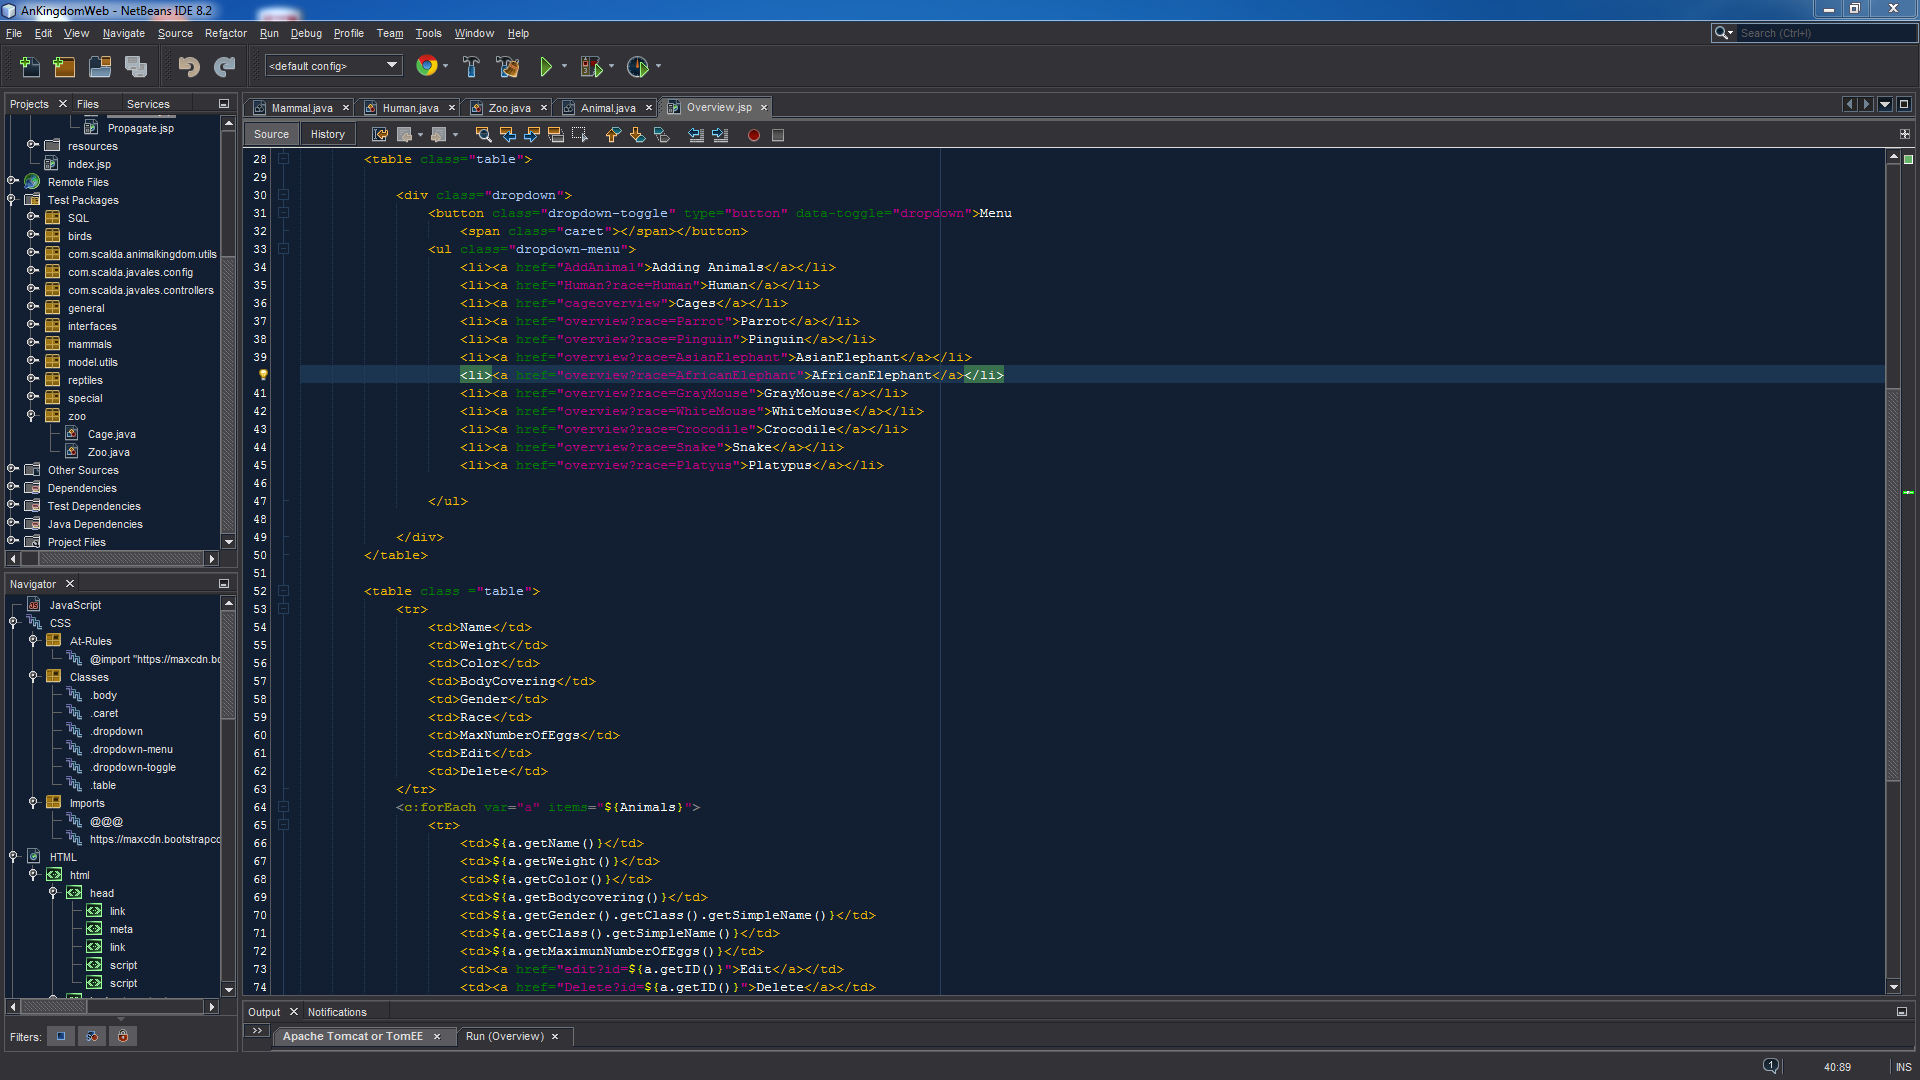 AnKingdomWeb - NetBeans IDE 8.2
File Edit View Navigate Source Refactor Run Debug Profile Team Tools Window Help
Search (Ctrl+I)
<default config>
Projects Files Services
Propagate.jsp
resources
index.jsp
Remote Files
Test Packages
SQL
birds
com.scalda.animalkingdom.utils
com.scalda.javales.config
com.scalda.javales.controllers
general
interfaces
mammals
model.utils
reptiles
special
zoo
Cage.java
Zoo.java
Other Sources
Dependencies
Test Dependencies
Java Dependencies
Project Files
Navigator
JavaScript
CSS
At-Rules
@import "https://maxcdn.bo
Classes
.body
.caret
.dropdown
.dropdown-menu
.dropdown-toggle
.table
Imports
@@@
https://maxcdn.bootstrapcc
HTML
html
head
link
meta
link
script
script
Filters:
Mammal.java Human.java Zoo.java Animal.java Overview.jsp
Source History
28 <table class="table">
29
30 <div class="dropdown">
31 <button class="dropdown-toggle" type="button" data-toggle="dropdown">Menu
32 <span class="caret"></span></button>
33 <ul class="dropdown-menu">
34 <li><a href="AddAnimal">Adding Animals</a></li>
35 <li><a href="Human?race=Human">Human</a></li>
36 <li><a href="cageoverview">Cages</a></li>
37 <li><a href="overview?race=Parrot">Parrot</a></li>
38 <li><a href="overview?race=Pinguin">Pinguin</a></li>
39 <li><a href="overview?race=AsianElephant">AsianElephant</a></li>
<li><a href="overview?race=AfricanElephant">AfricanElephant</a></li>
41 <li><a href="overview?race=GrayMouse">GrayMouse</a></li>
42 <li><a href="overview?race=WhiteMouse">WhiteMouse</a></li>
43 <li><a href="overview?race=Crocodile">Crocodile</a></li>
44 <li><a href="overview?race=Snake">Snake</a></li>
45 <li><a href="overview?race=Platyus">Platypus</a></li>
46
47 </ul>
48
49 </div>
50 </table>
51
52 <table class ="table">
53 <tr>
54 <td>Name</td>
55 <td>Weight</td>
56 <td>Color</td>
57 <td>BodyCovering</td>
58 <td>Gender</td>
59 <td>Race</td>
60 <td>MaxNumberOfEggs</td>
61 <td>Edit</td>
62 <td>Delete</td>
63 </tr>
64 <c:forEach var="a" items="${Animals}">
65 <tr>
66 <td>${a.getName()}</td>
67 <td>${a.getWeight()}</td>
68 <td>${a.getColor()}</td>
69 <td>${a.getBodycovering()}</td>
70 <td>${a.getGender().getClass().getSimpleName()}</td>
71 <td>${a.getClass().getSimpleName()}</td>
72 <td>${a.getMaximunNumberOfEggs()}</td>
73 <td><a href="edit?id=${a.getID()}">Edit</a></td>
74 <td><a href="Delete?id=${a.getID()}">Delete</a></td>
Output Notifications
>> Apache Tomcat or TomEE Run (Overview)
1 40:89 INS